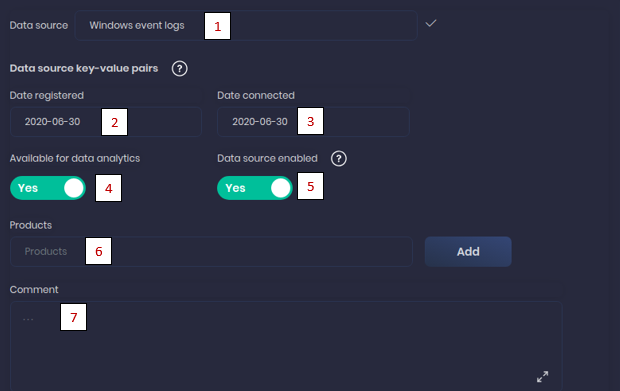 Data source Windows event logs 1
Data source key-value pairs ?
Date registered Date connected
2020-06-30 2 2020-06-30 3
Available for data analytics Data source enabled ?
Yes 4 Yes 5
Products
Products 6 Add
Comment
... 7